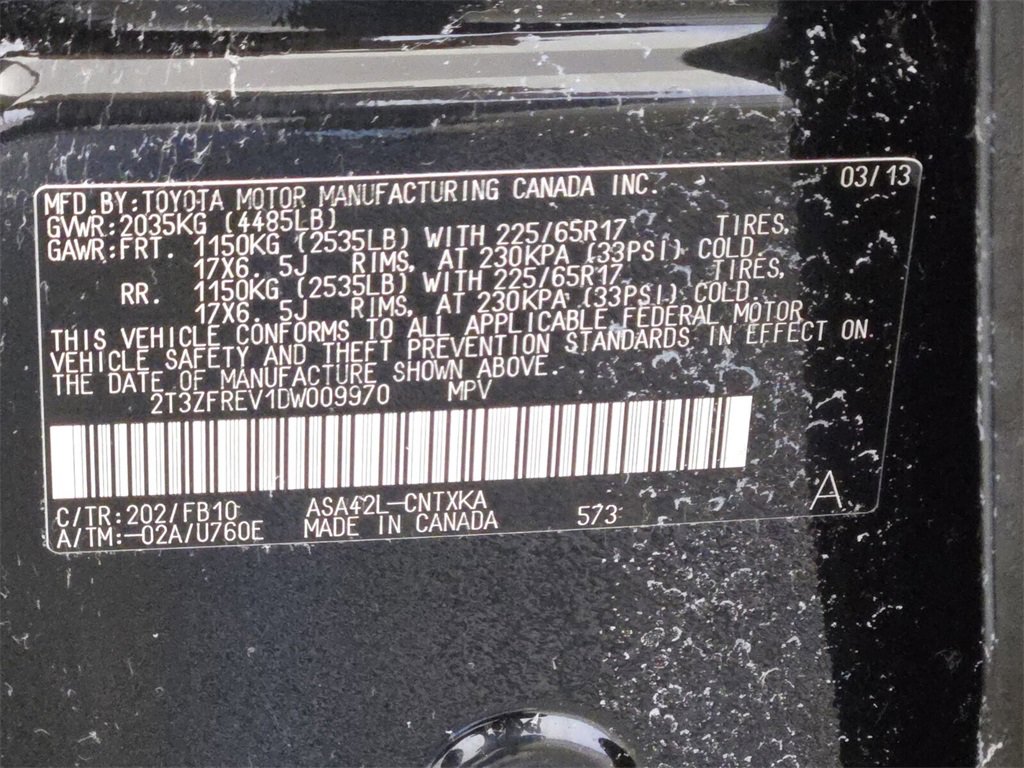 MFD.BY:TOYOTA MOTOR MANUFACTURING CANADA INC. 03/13
GVWR:2035KG (4485LB)
GAWR:FRT. 1150KG (2535LB) WITH 225/65R17 TIRES,
17X6. 5J RIMS, AT 230KPA (33PSI) COLD.
RR. 1150KG (2535LB) WITH 225/65R17 TIRES,
17X6. 5J RIMS, AT 230KPA (33PSI) COLD.
THIS VEHICLE CONFORMS TO ALL APPLICABLE FEDERAL MOTOR
VEHICLE SAFETY AND THEFT PREVENTION STANDARDS IN EFFECT ON
THE DATE OF MANUFACTURE SHOWN ABOVE.
2T3ZFREV1DW009970 MPV
C/TR:202/FB10 ASA42L-CNTXKA
A/TM:-02A/U760E MADE IN CANADA 573 A